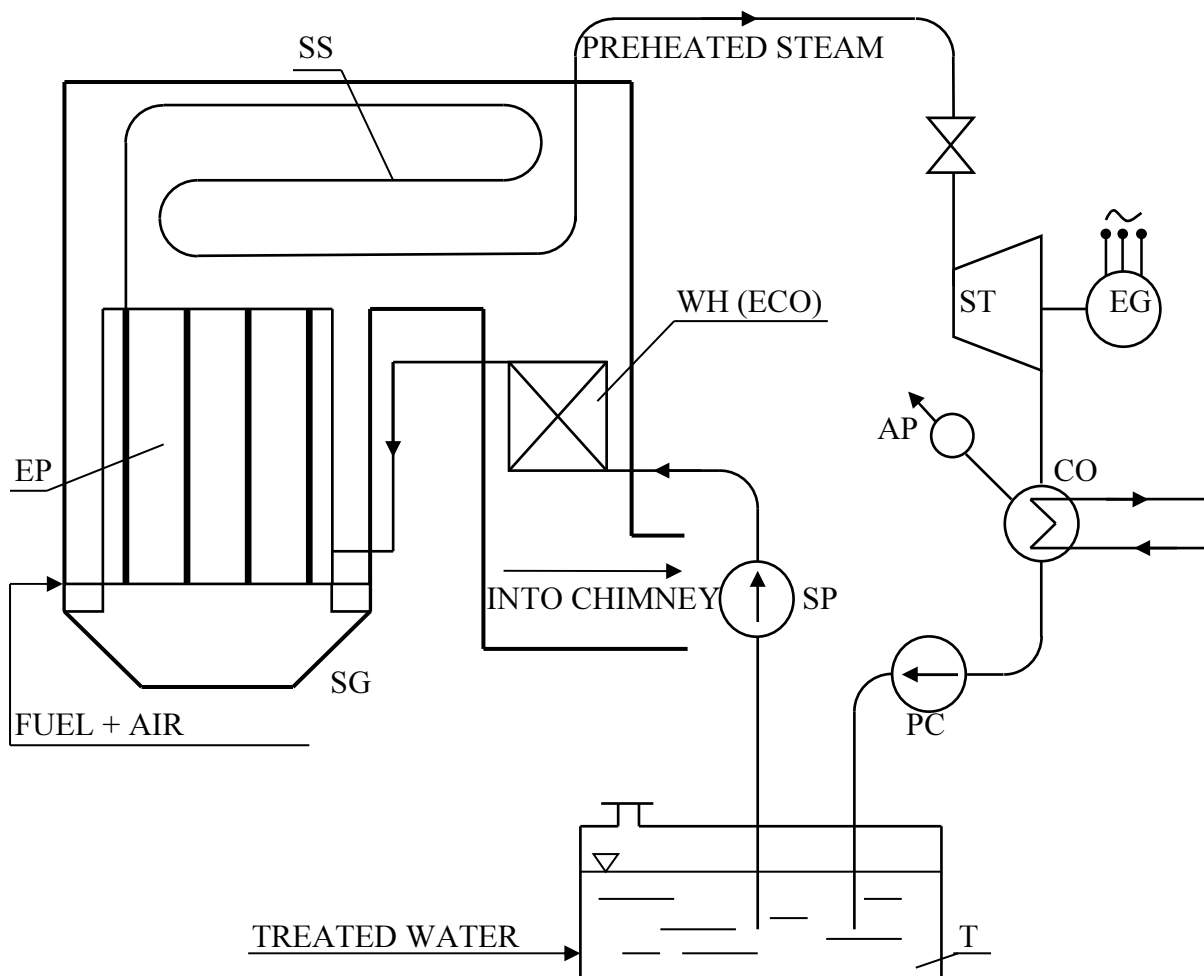 SS
PREHEATED STEAM
WH (ECO)
ST
EG
AP
EP
CO
INTO CHIMNEY
SP
SG
FUEL + AIR
PC
TREATED WATER
T